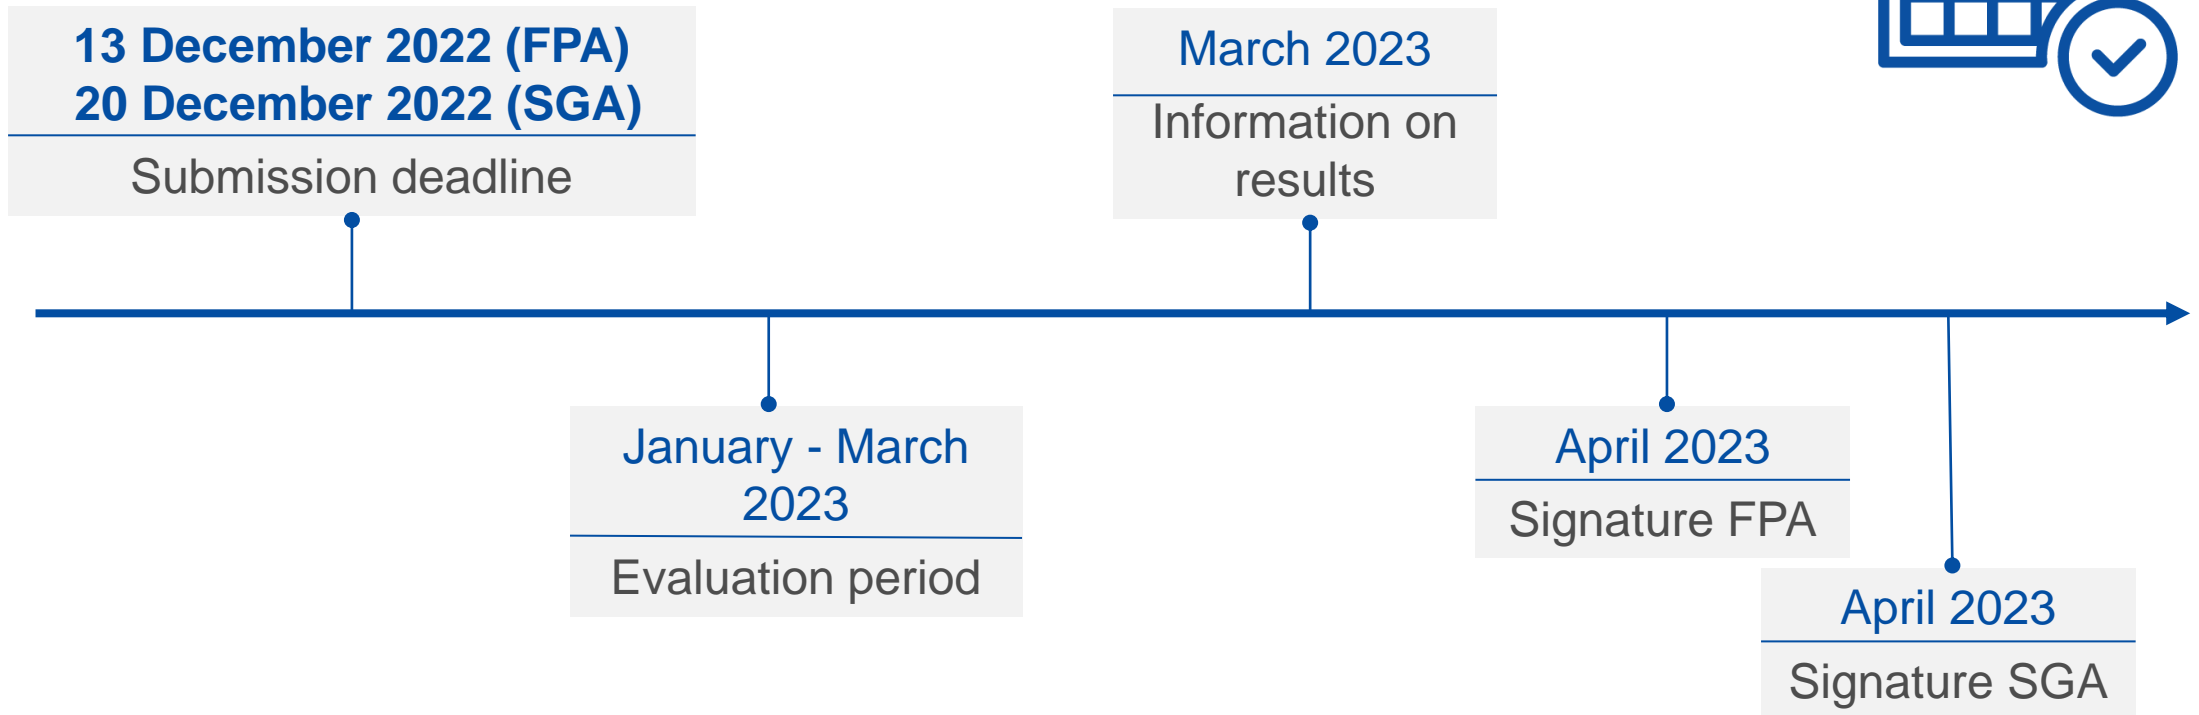 13 December 2022 (FPA)
20 December 2022 (SGA)
Submission deadline
January - March
2023
Evaluation period
March 2023
Information on
results
April 2023
Signature FPA
April 2023
Signature SGA